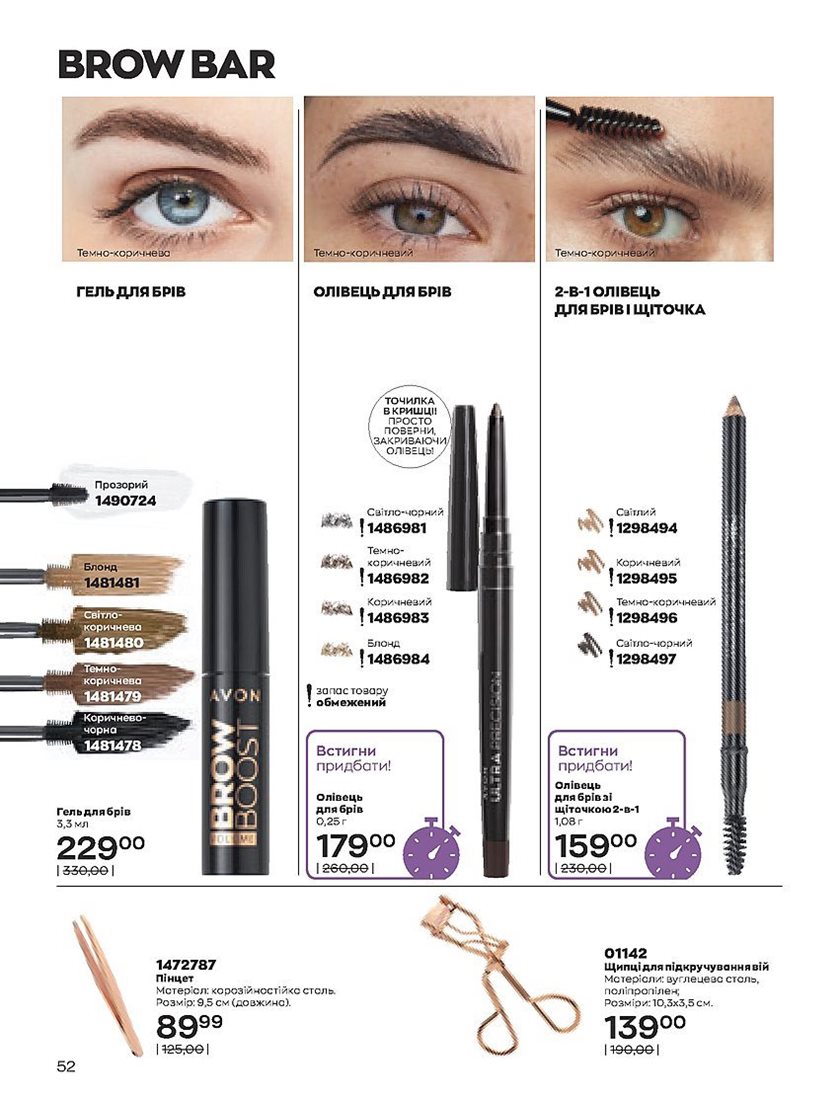 BROW BAR
Темно-коричнева
Темно-коричневий
Темно-коричневий
ГЕЛЬ ДЛЯ БРІВ
ОЛІВЕЦЬ ДЛЯ БРІВ
2-В-1 ОЛІВЕЦЬ
ДЛЯ БРІВ І ЩІТОЧКА
Прозорий
1490724
Блонд
1481481
Світло-
коричнева
1481480
Темно-
коричнева
1481479
Коричнево-
чорна
1481478
AVON
BROW
BOOST
VOLUME
Гель для брів
3,3 мл
229 00
| 330,00 |
ТОЧИЛКА
В КРИШЦІ!
ПРОСТО
ПОВЕРНИ,
ЗАКРИВАЮЧИ
ОЛІВЕЦЬ!
Світло-чорний
! 1486981
Темно-
коричневий
! 1486982
Коричневий
! 1486983
Блонд
! 1486984
! запас товару
обмежений
AVON ULTRA PRECISION
Встигни
придбати!
Олівець
для брів
0,25 г
179 00
| 260,00 |
Світлий
! 1298494
Коричневий
! 1298495
Темно-коричневий
! 1298496
Світло-чорний
! 1298497
Встигни
придбати!
Олівець
для брів зі
щіточкою 2-в-1
1,08 г
159 00
| 230,00 |
1472787
Пінцет
Матеріал: корозійностійка сталь.
Розмір: 9,5 см (довжина).
89 99
| 125,00 |
01142
Щипці для підкручування вій
Матеріали: вуглецева сталь,
поліпропілен;
Розміри: 10,3х3,5 см.
139 00
| 190,00 |
52